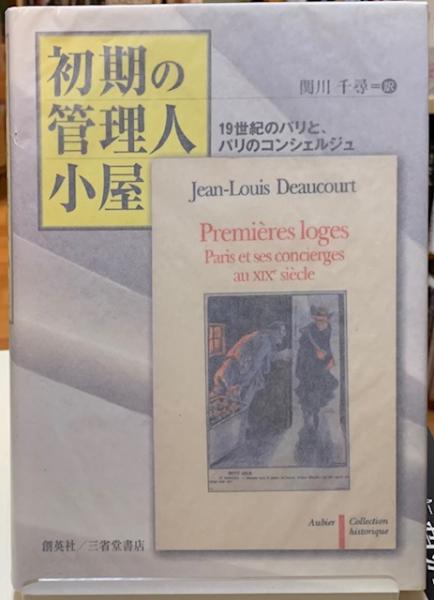 初期の
管理人
小屋
関川 千尋=訳
19世紀のパリと、
パリのコンシェルジュ
Jean-Louis Deaucourt
Premières loges
Paris et ses concierges
au XIXe siècle
Aubier
Collection
historique
創英社/三省堂書店